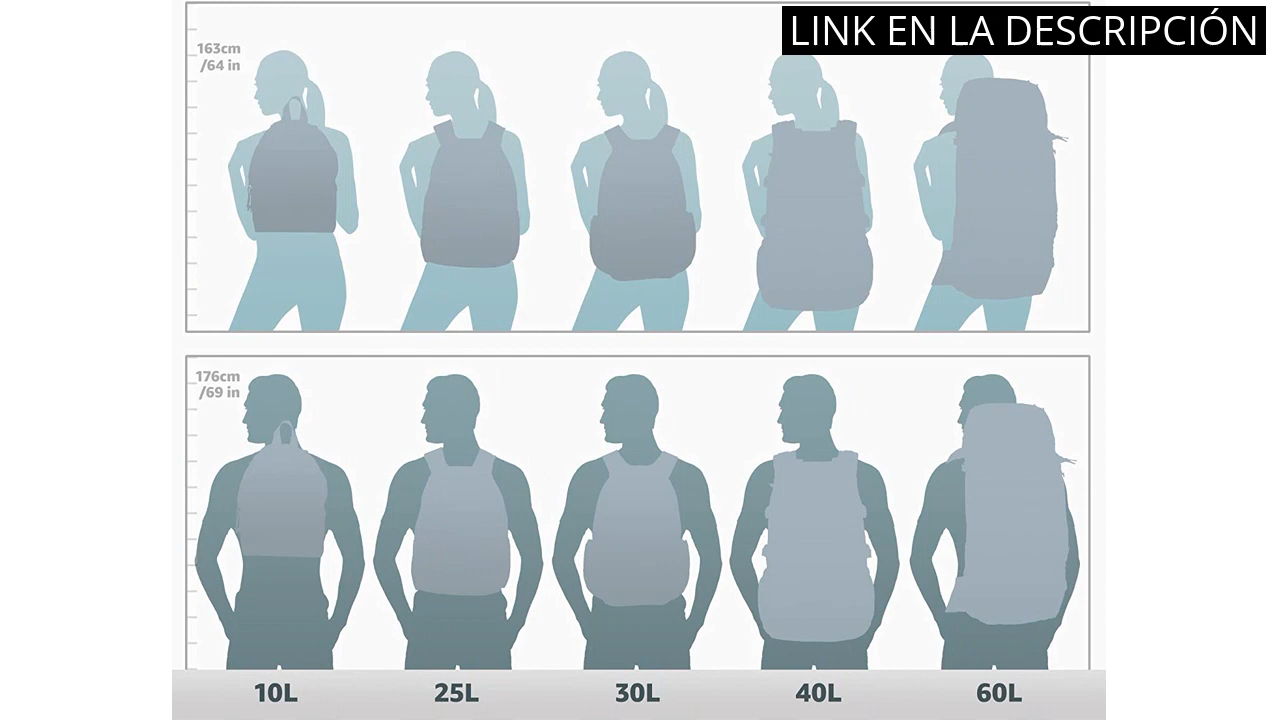 LINK EN LA DESCRIPCIÓN
163cm
/64 in
176cm
/69 in
10L 25L 30L 40L 60L